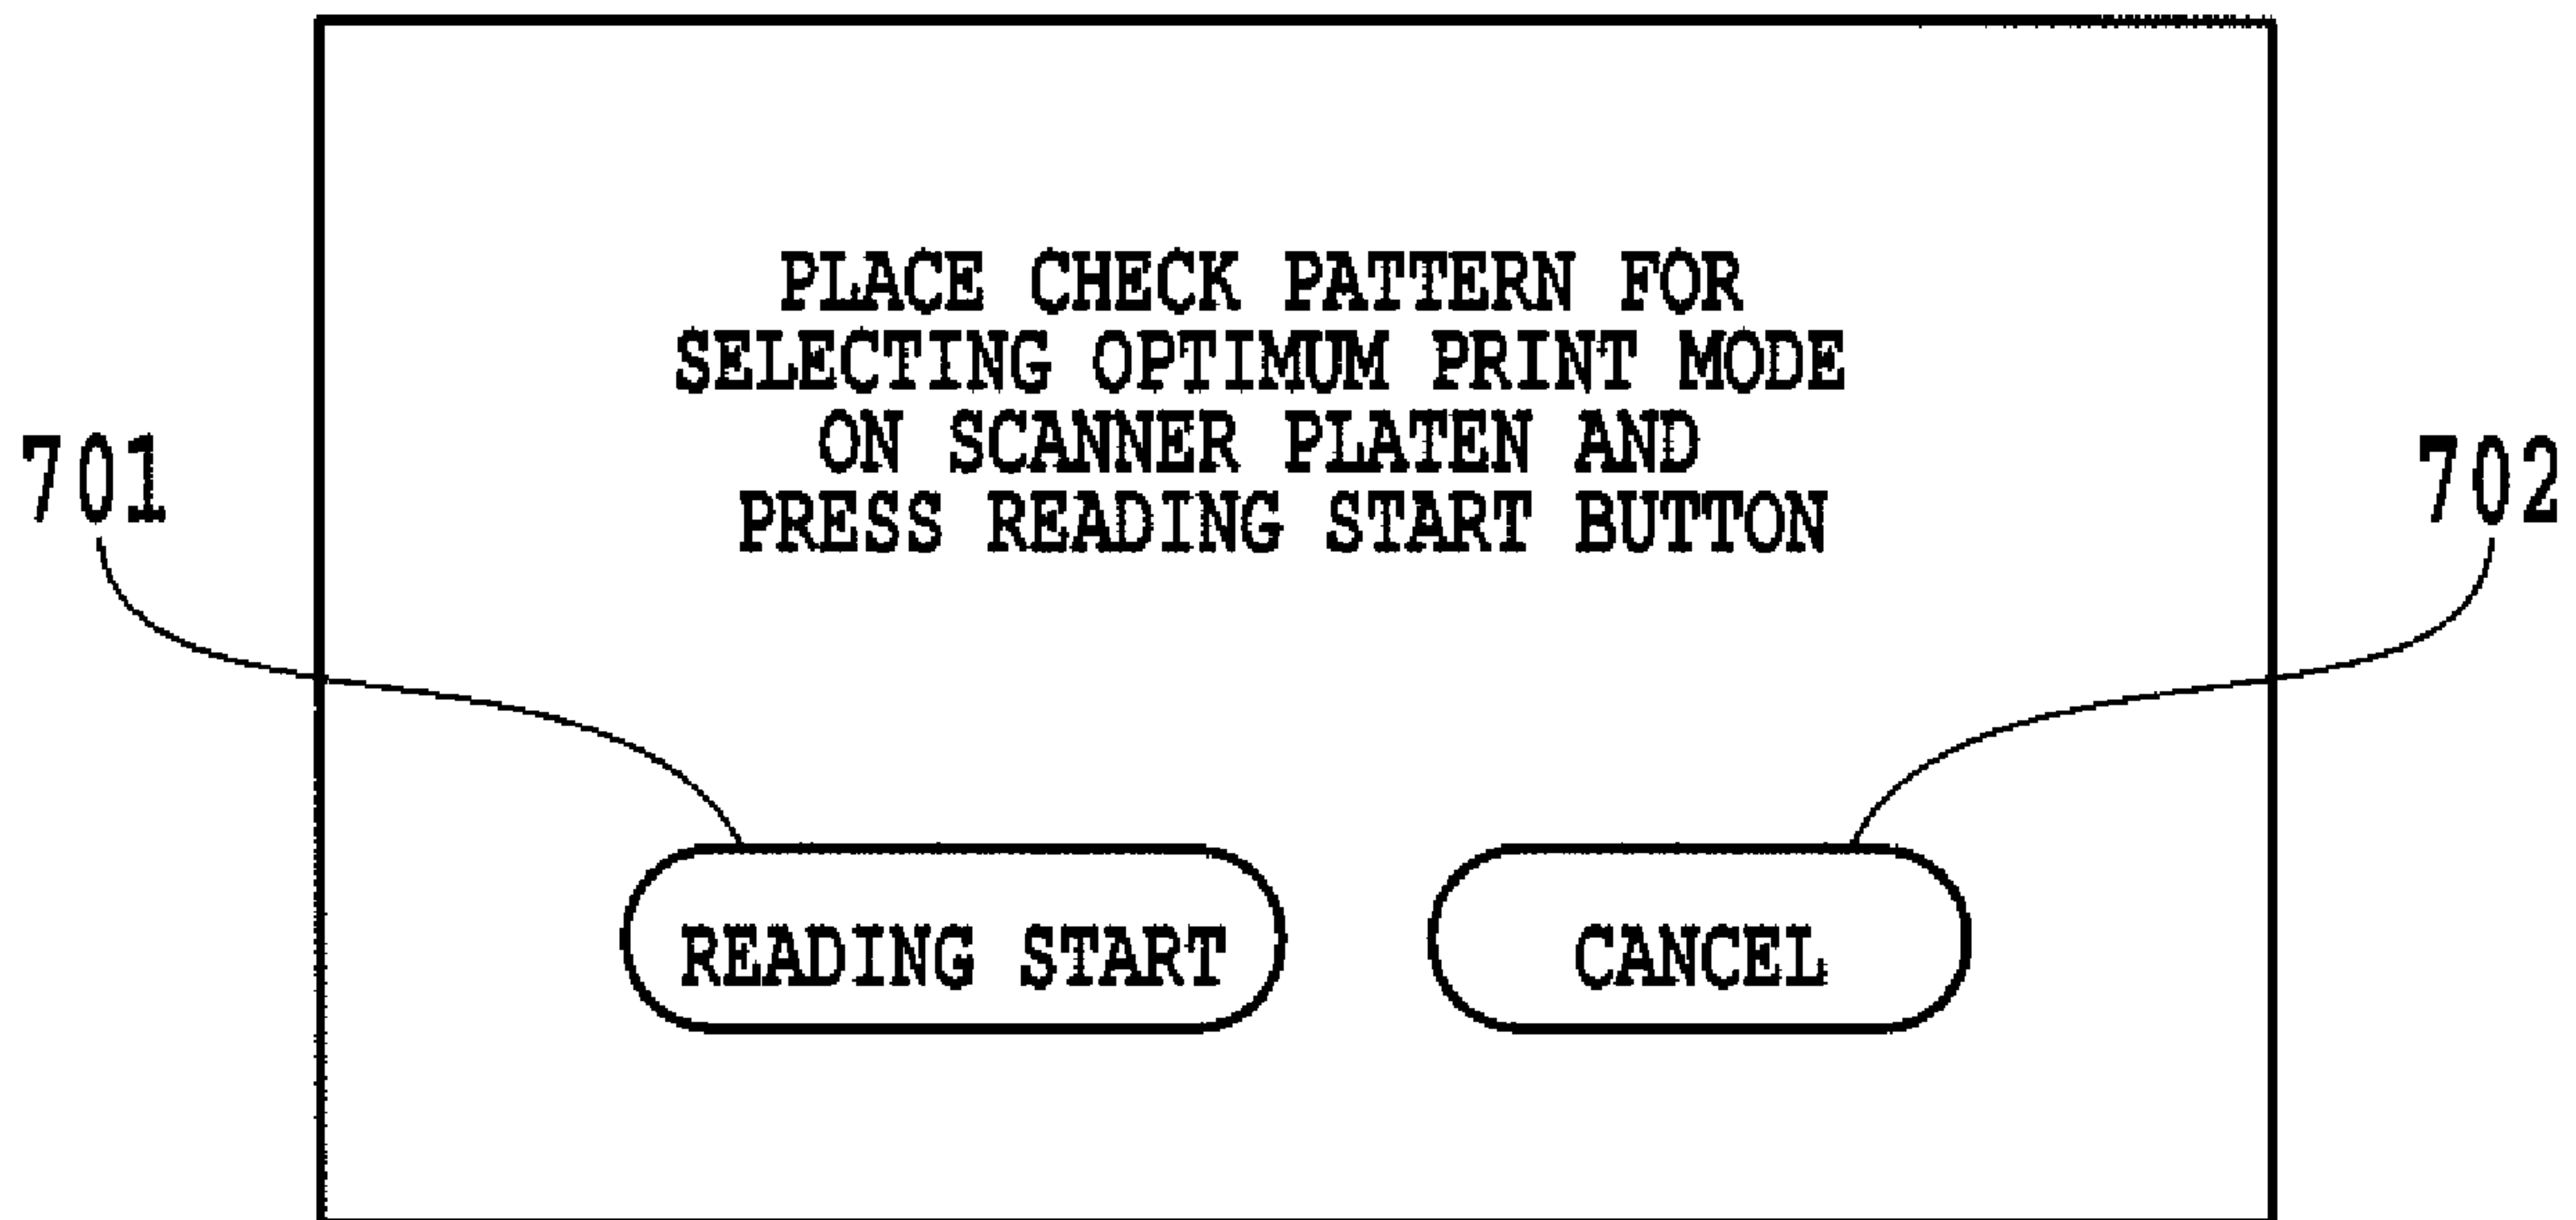 PLACE CHECK PATTERN FOR
SELECTING OPTIMUM PRINT MODE
ON SCANNER PLATEN AND
PRESS READING START BUTTON
701
702
READING START
CANCEL